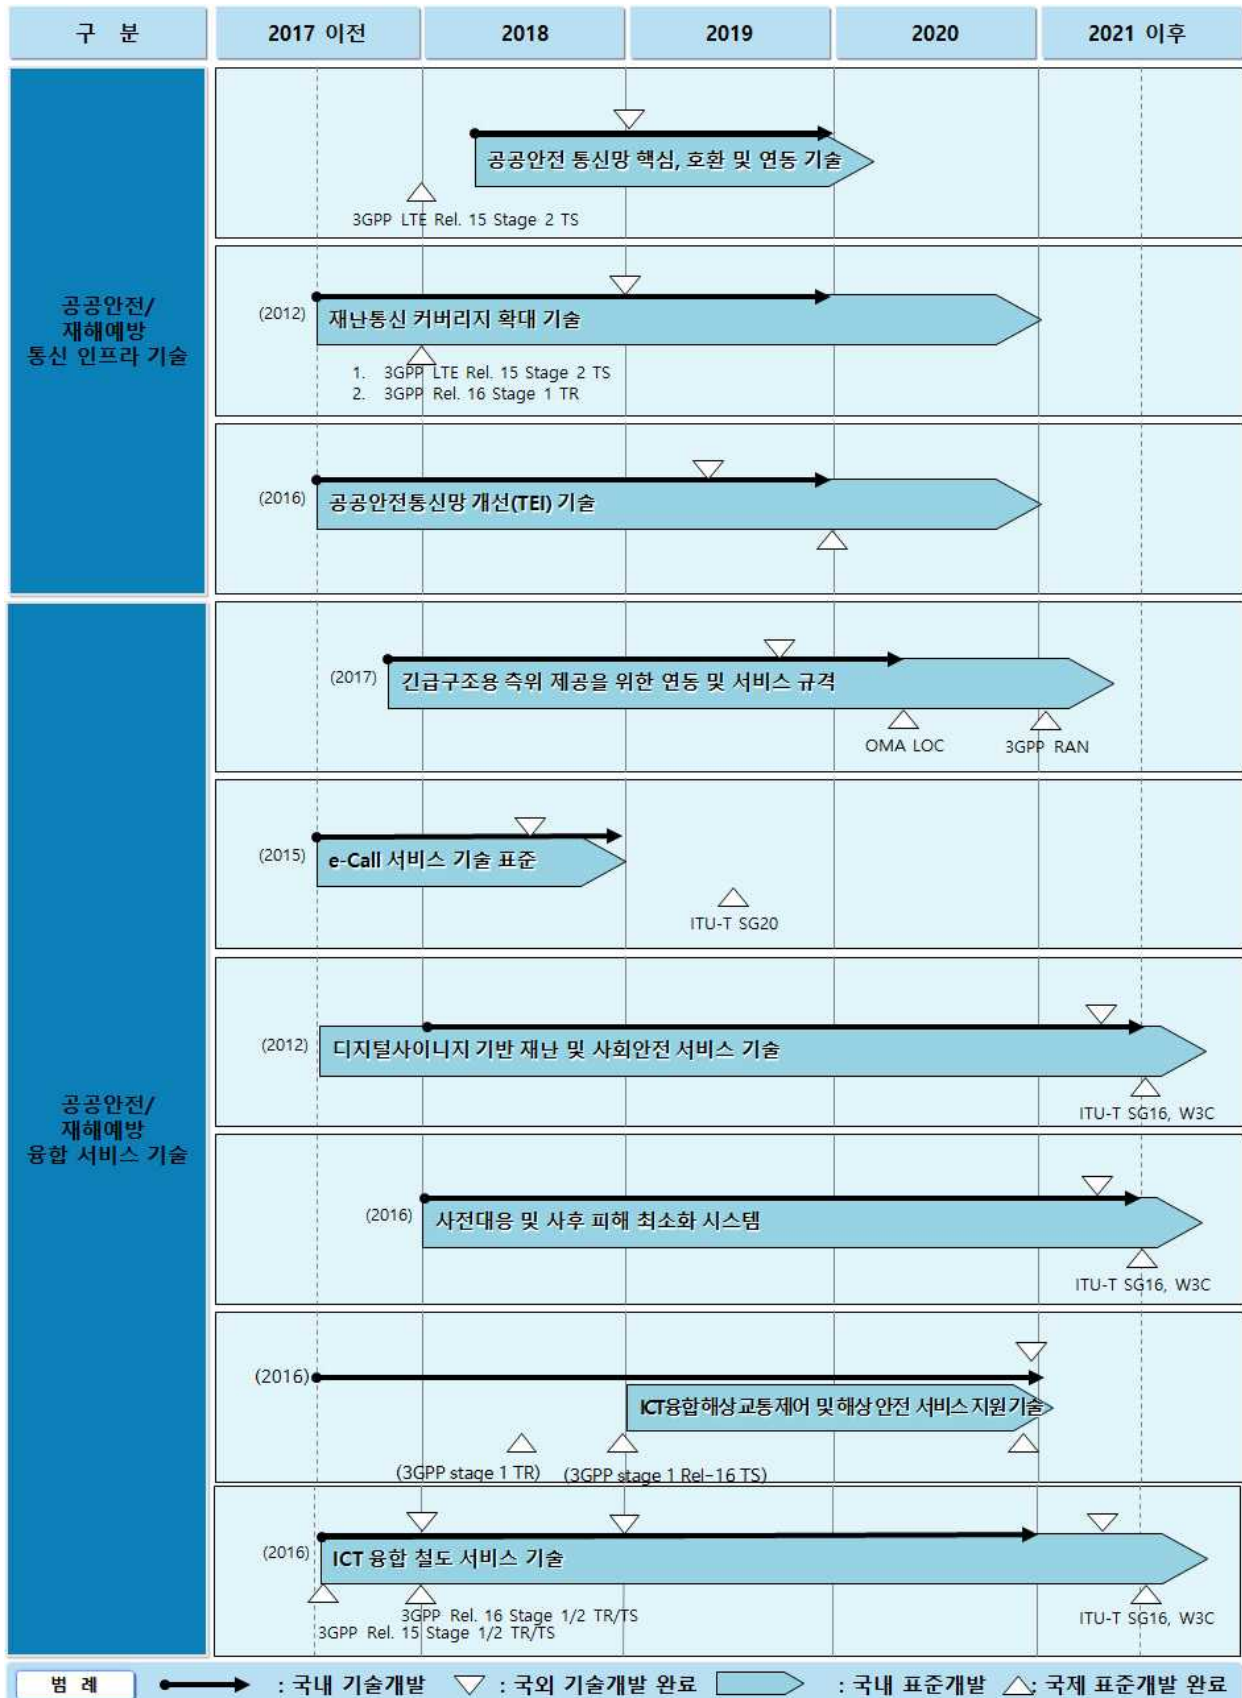 구 분
2017 이전
2018
2019
2020
2021 이후
공공안전/
재해예방
통신 인프라 기술
공공안전 통신망 핵심, 호환 및 연동 기술
3GPP LTE Rel. 15 Stage 2 TS
(2012)
재난통신 커버리지 확대 기술
1. 3GPP LTE Rel. 15 Stage 2 TS
2. 3GPP Rel. 16 Stage 1 TR
(2016)
공공안전통신망 개선(TEI) 기술
공공안전/
재해예방
융합 서비스 기술
(2017)
긴급구조용 측위 제공을 위한 연동 및 서비스 규격
OMA LOC
3GPP RAN
(2015)
e-Call 서비스 기술 표준
ITU-T SG20
(2012)
디지털사이니지 기반 재난 및 사회안전 서비스 기술
ITU-T SG16, W3C
(2016)
사전대응 및 사후 피해 최소화 시스템
ITU-T SG16, W3C
(2016)
ICT융합해상교통제어 및 해상안전 서비스 지원기술
(3GPP stage 1 TR)
(3GPP stage 1 Rel-16 TS)
(2016)
ICT 융합 철도 서비스 기술
3GPP Rel. 16 Stage 1/2 TR/TS
3GPP Rel. 15 Stage 1/2 TR/TS
ITU-T SG16, W3C
범 례
: 국내 기술개발
: 국외 기술개발 완료
: 국내 표준개발
: 국제 표준개발 완료